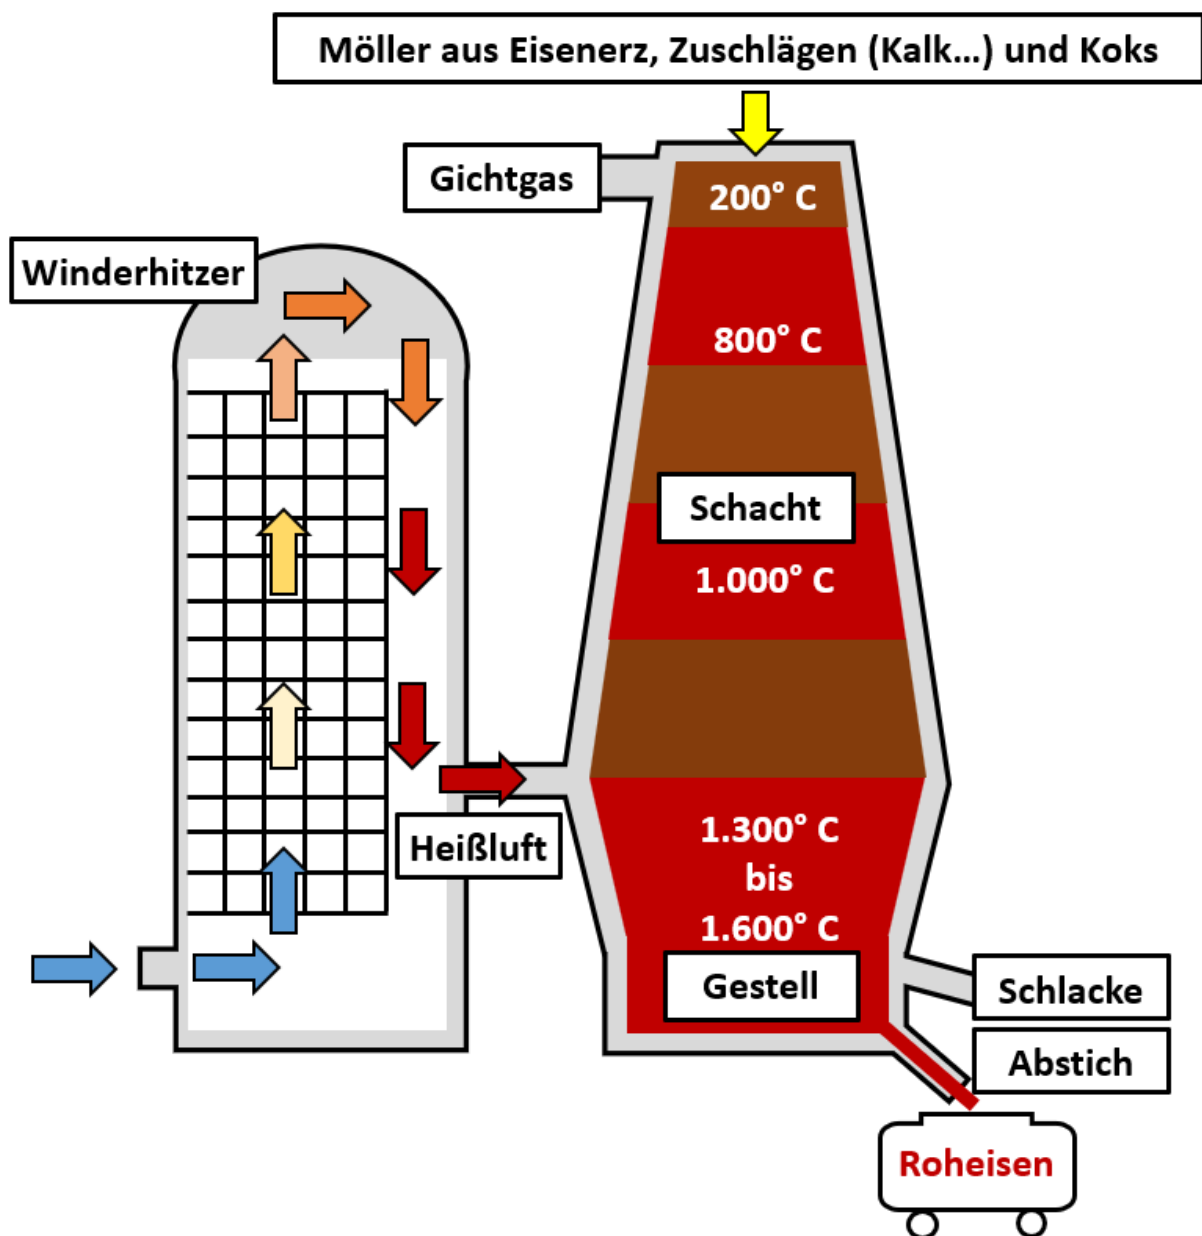 Möller aus Eisenerz, Zuschlägen (Kalk...) und Koks
Gichtgas
200° C
Winderhitzer
800° C
Schacht
1.000° C
Heißluft
1.300° C
bis
1.600° C
Gestell
Schlacke
Abstich
Roheisen